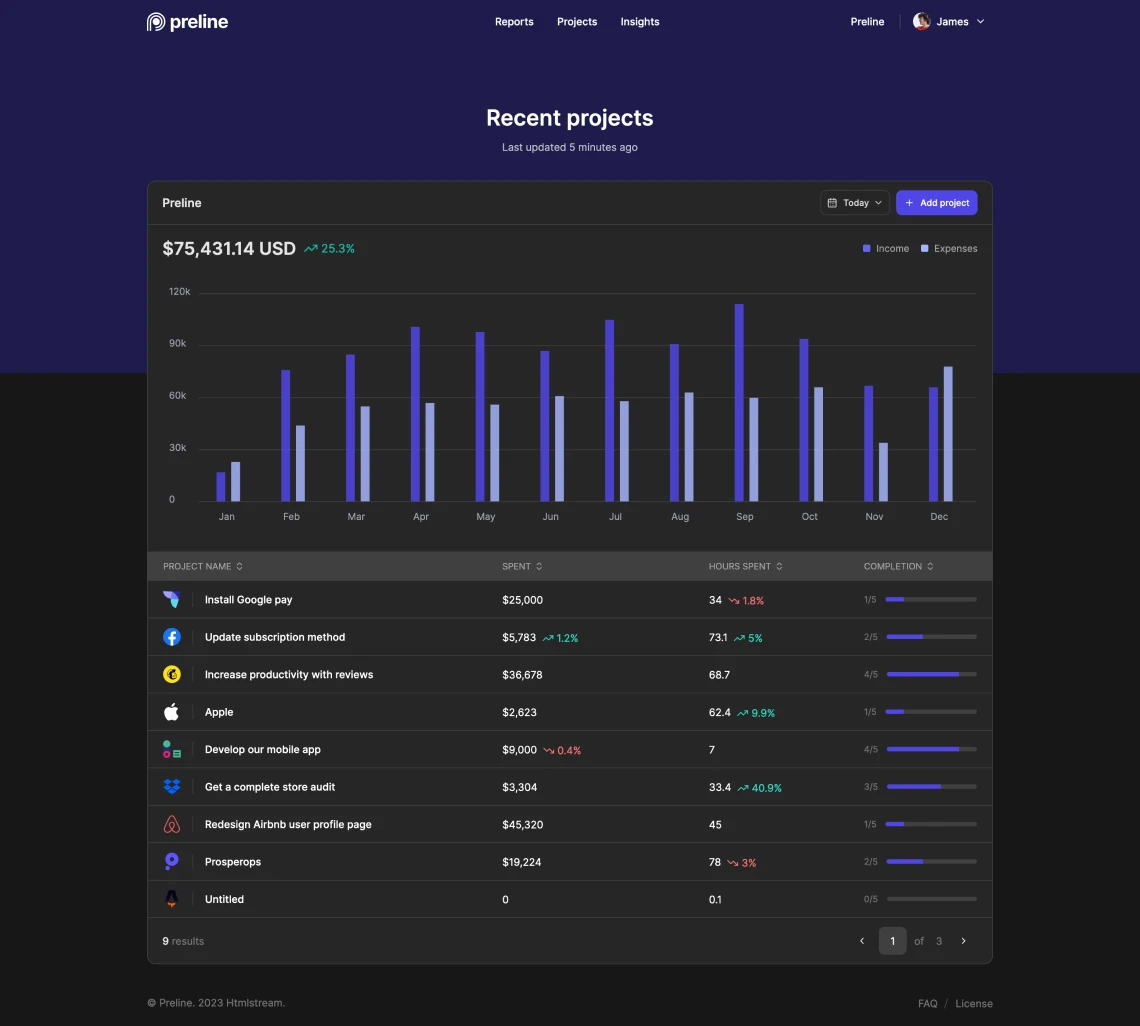 preline Reports Projects Insights Preline James
Recent projects
Last updated 5 minutes ago
Preline Today + Add project
$75,431.14 USD 25.3% Income Expenses
120k
90k
60k
30k
0
Jan Feb Mar Apr May Jun Jul Aug Sep Oct Nov Dec
PROJECT NAME SPENT HOURS SPENT COMPLETION
Install Google pay $25,000 34 1.8% 1/5
Update subscription method $5,783 1.2% 73.1 5% 2/5
Increase productivity with reviews $36,678 68.7 4/5
Apple $2,623 62.4 9.9% 1/5
Develop our mobile app $9,000 0.4% 7 4/5
Get a complete store audit $3,304 33.4 40.9% 3/5
Redesign Airbnb user profile page $45,320 45 1/5
Prosperops $19,224 78 3% 2/5
Untitled 0 0.1 0/5
9 results 1 of 3
© Preline. 2023 Htmlstream. FAQ / License